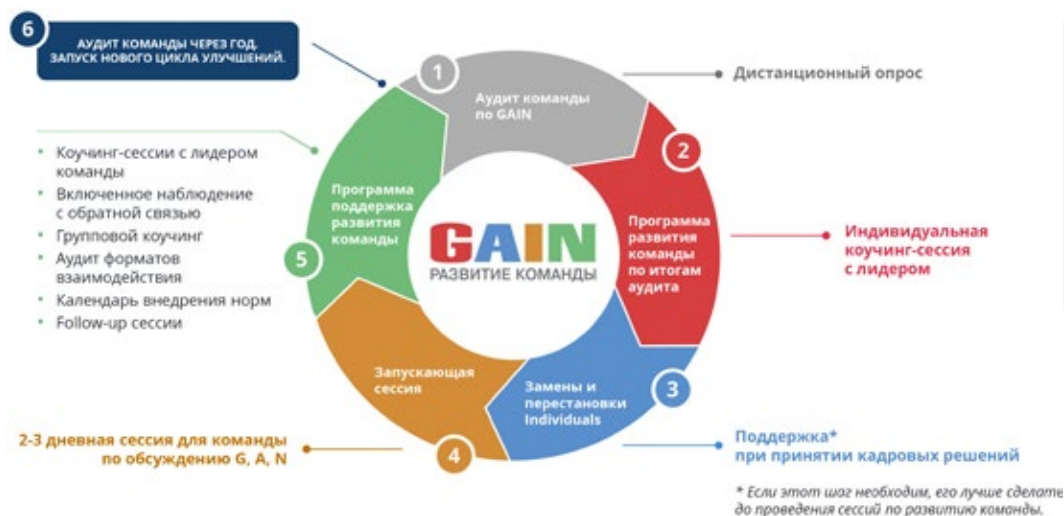 6
АУДИТ КОМАНДЫ ЧЕРЕЗ ГОД.
ЗАПУСК НОВОГО ЦИКЛА УЛУЧШЕНИЙ.
1
Аудит команды
по GAIN
Дистанционный опрос
2
Программа
развития
команды
по итогам
аудита
Индивидуальная
коучинг-сессия
с лидером
3
Замены и
перестановки
Individuals
Поддержка*
при принятии кадровых решений
* Если этот шаг необходим, его лучше сделать
до проведения сессий по развитию команды.
4
Запускающая
сессия
2-3 дневная сессия для команды
по обсуждению G, A, N
5
Программа
поддержка
развития
команды
• Коучинг-сессии с лидером
команды
• Включенное наблюдение
с обратной связью
• Групповой коучинг
• Аудит форматов
взаимодействия
• Календарь внедрения норм
• Follow-up сессии
GAIN
РАЗВИТИЕ КОМАНДЫ